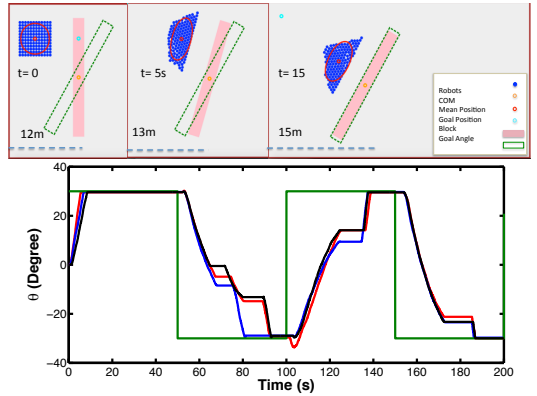 t= 0
12m
t= 5s
13m
t= 15
15m
Robots
COM
Mean Position
Goal Position
Block
Goal Angle
40
20
0
−20
−40
θ (Degree)
0 20 40 60 80 100 120 140 160 180 200
Time (s)